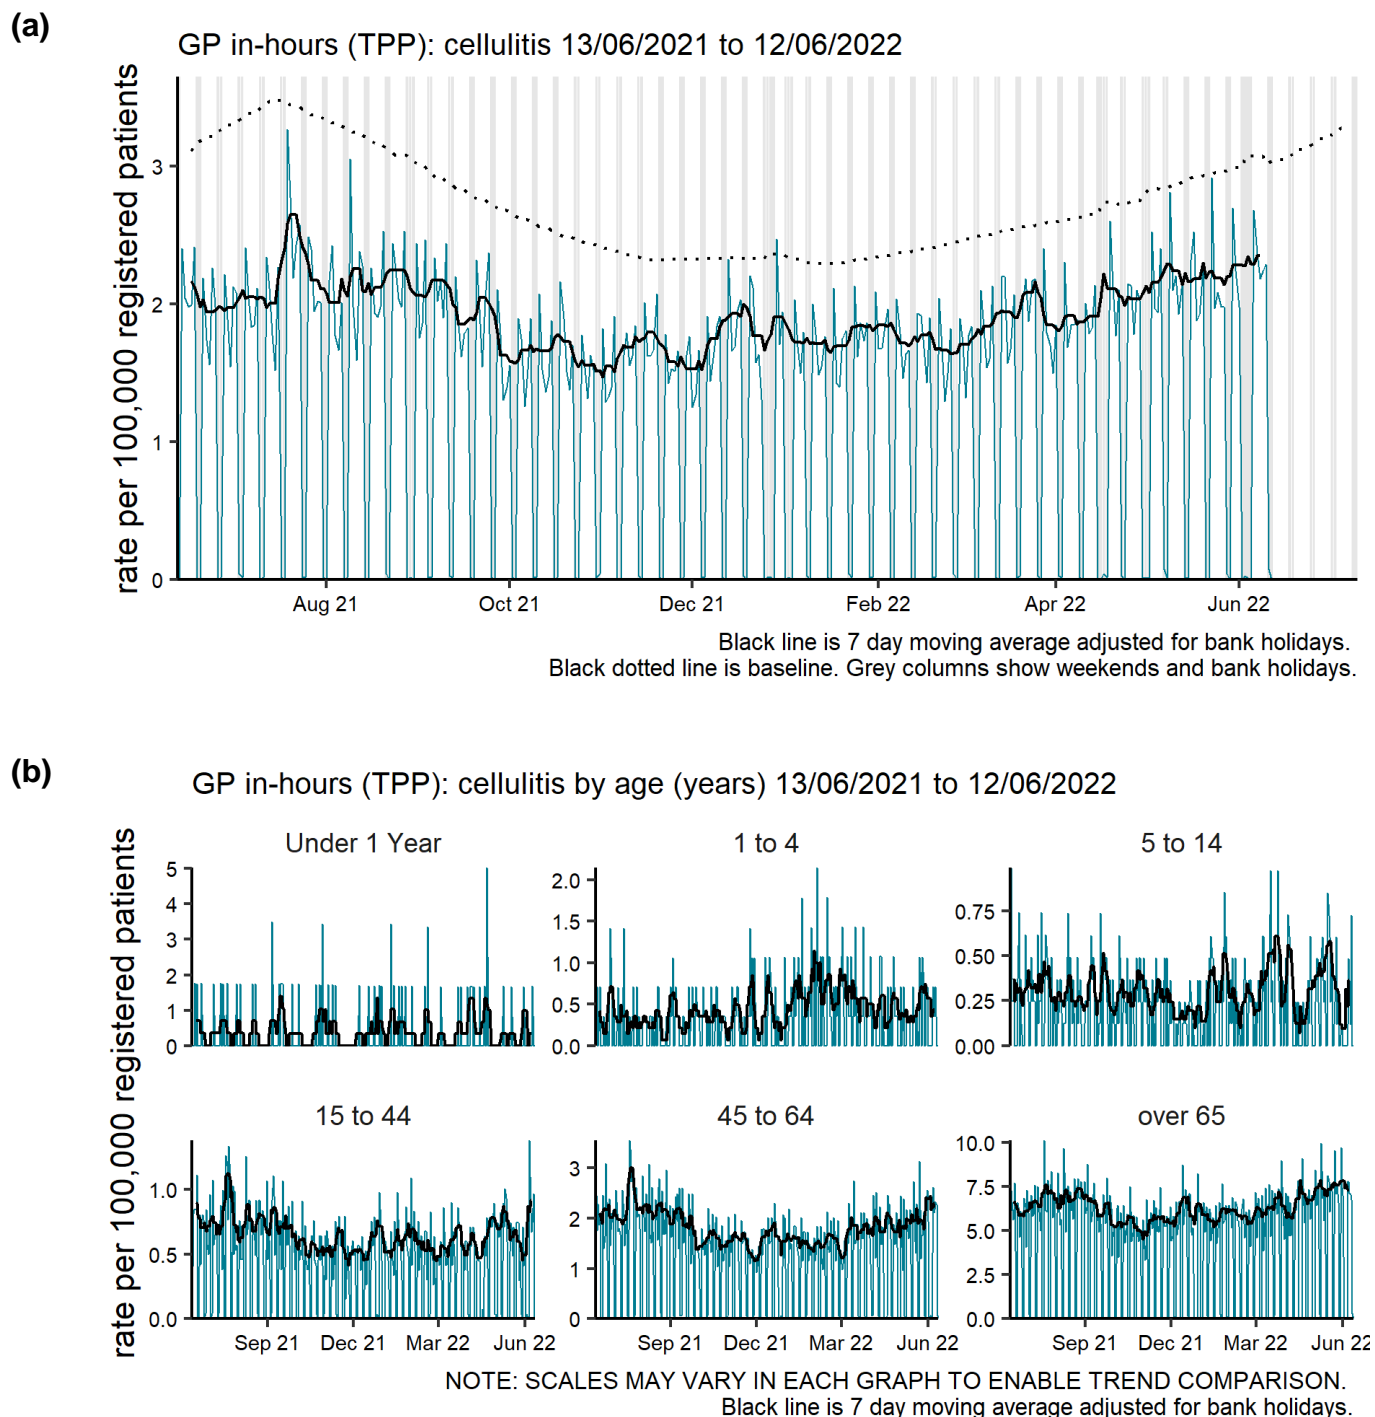 (a)
GP in-hours (TPP): cellulitis 13/06/2021 to 12/06/2022
rate per 100,000 registered patients
3
2
1
0
Aug 21 Oct 21 Dec 21 Feb 22 Apr 22 Jun 22
Black line is 7 day moving average adjusted for bank holidays.
Black dotted line is baseline. Grey columns show weekends and bank holidays.
(b)
GP in-hours (TPP): cellulitis by age (years) 13/06/2021 to 12/06/2022
rate per 100,000 registered patients
Under 1 Year
5
4
3
2
1
0
1 to 4
2.0
1.5
1.0
0.5
0.0
5 to 14
0.75
0.50
0.25
0.00
15 to 44
1.0
0.5
0.0
Sep 21 Dec 21 Mar 22 Jun 22
45 to 64
3
2
1
0
Sep 21 Dec 21 Mar 22 Jun 22
over 65
10.0
7.5
5.0
2.5
0.0
Sep 21 Dec 21 Mar 22 Jun 22
NOTE: SCALES MAY VARY IN EACH GRAPH TO ENABLE TREND COMPARISON.
Black line is 7 day moving average adjusted for bank holidays.